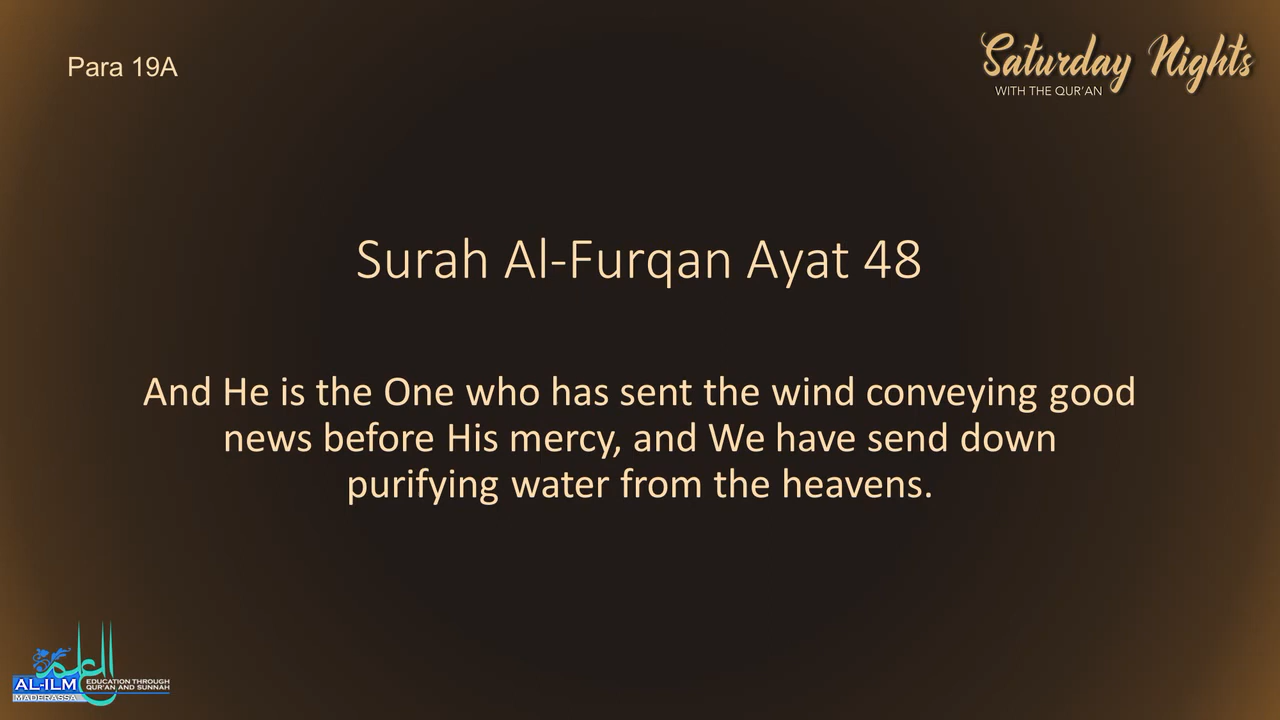 Para 19A
Saturday Nights
WITH THE QUR'AN
Surah Al-Furqan Ayat 48
And He is the One who has sent the wind conveying good
news before His mercy, and We have send down
purifying water from the heavens.
العلم
AL-ILM
MADERASSA
EDUCATION THROUGH
QUR'AN AND SUNNAH